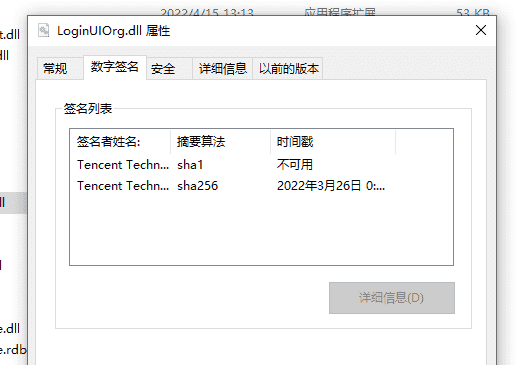 2022/4/15 13:13 应用程序扩展 53 KB
t.dll
dll
LoginUIOrg.dll 属性
常规 数字签名 安全 详细信息 以前的版本
签名列表
签名者姓名: 摘要算法 时间戳
Tencent Techn... sha1 不可用
Tencent Techn... sha256 2022年3月26日 0:...
详细信息(D)
ll
l
e.dll
e.rdb